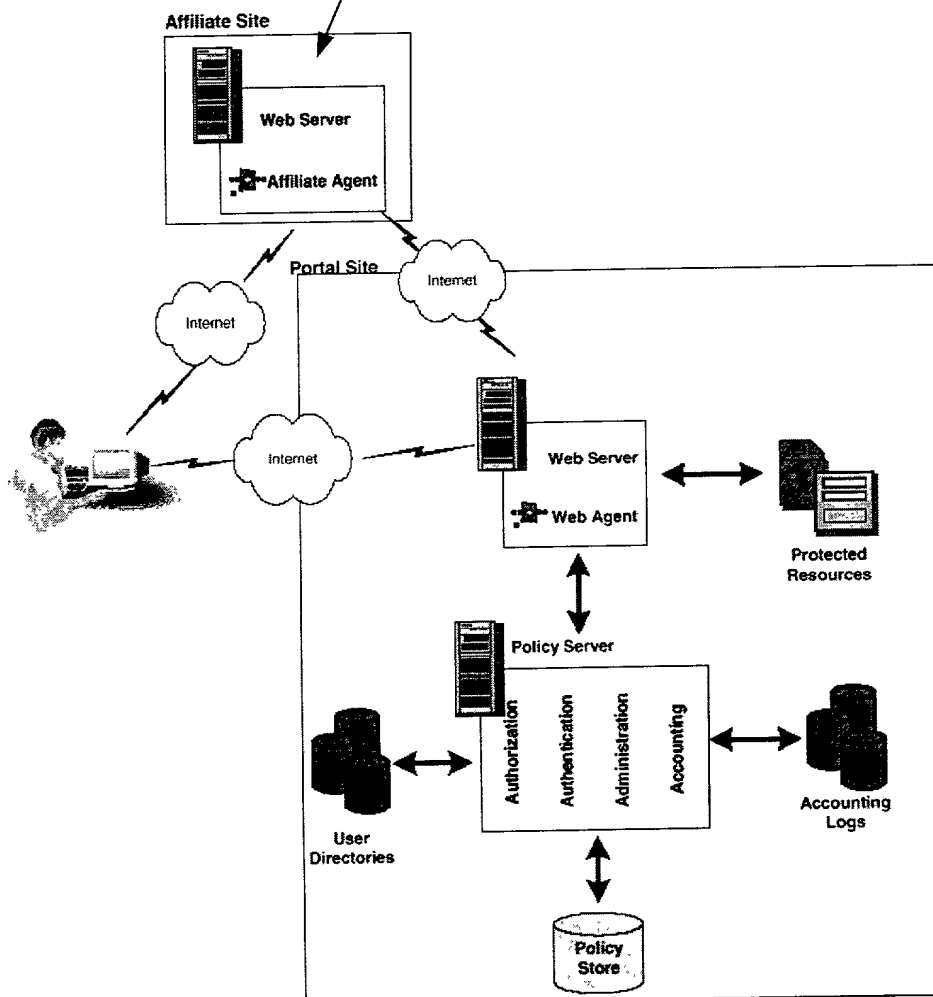 Affiliate Site
Web Server
Affiliate Agent
Portal Site
Internet
Internet
Internet
Web Server
Web Agent
Protected
Resources
Policy Server
Authorization
Authentication
Administration
Accounting
User
Directories
Accounting
Logs
Policy
Store